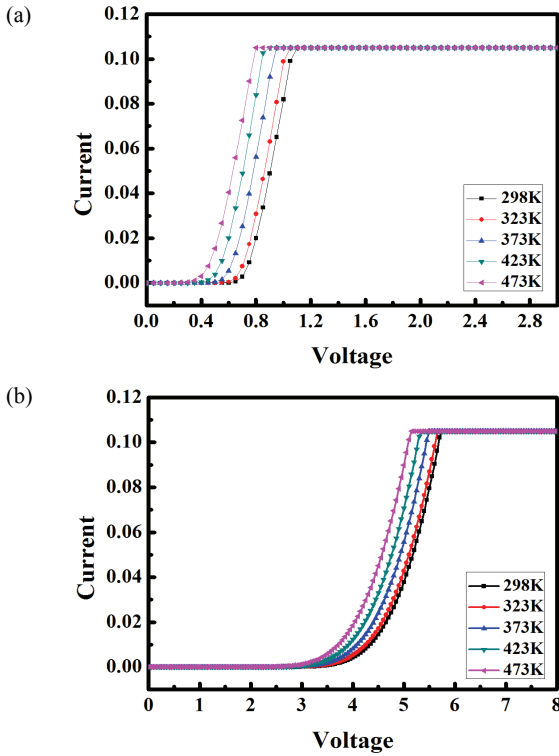 (a)
0.12
0.10
0.08
0.06
0.04
0.02
0.00
Current
298K
323K
373K
423K
473K
0.0 0.4 0.8 1.2 1.6 2.0 2.4 2.8
Voltage
(b)
0.12
0.10
0.08
0.06
0.04
0.02
0.00
Current
298K
323K
373K
423K
473K
0 1 2 3 4 5 6 7 8
Voltage